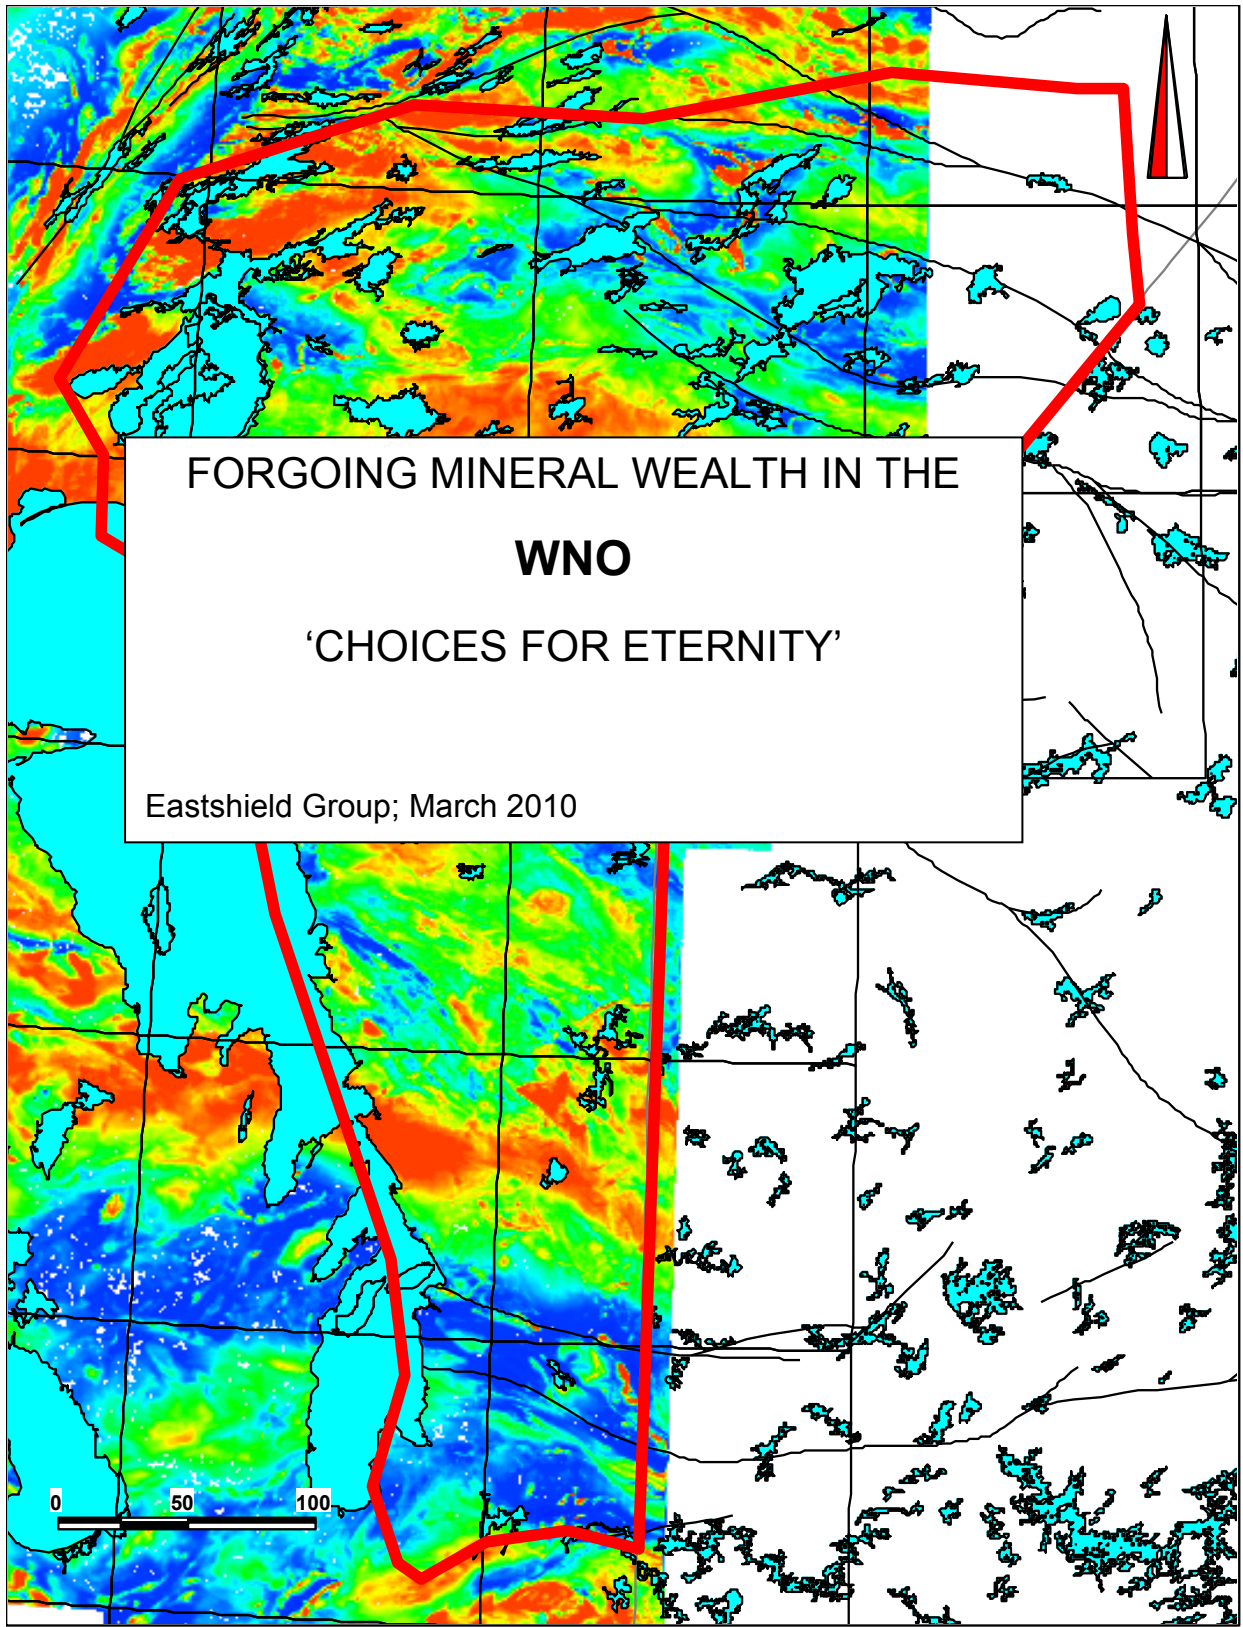 FORGOING MINERAL WEALTH IN THE
WNO
‘CHOICES FOR ETERNITY’
Eastshield Group; March 2010
0 50 100